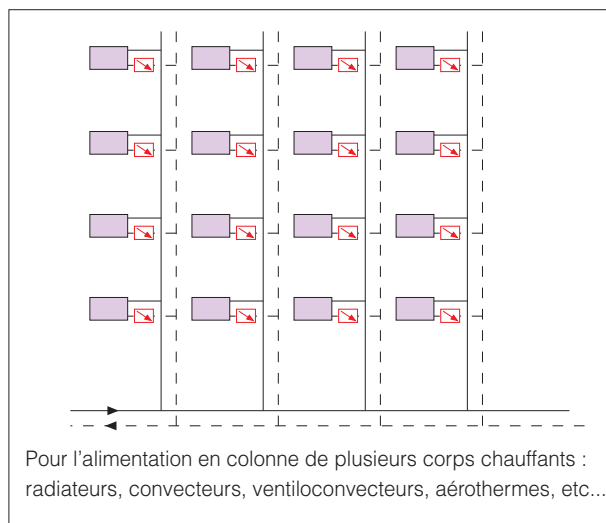 Pour l'alimentation en colonne de plusieurs corps chauffants :
radiateurs, convecteurs, ventiloconvecteurs, aérothermes, etc...